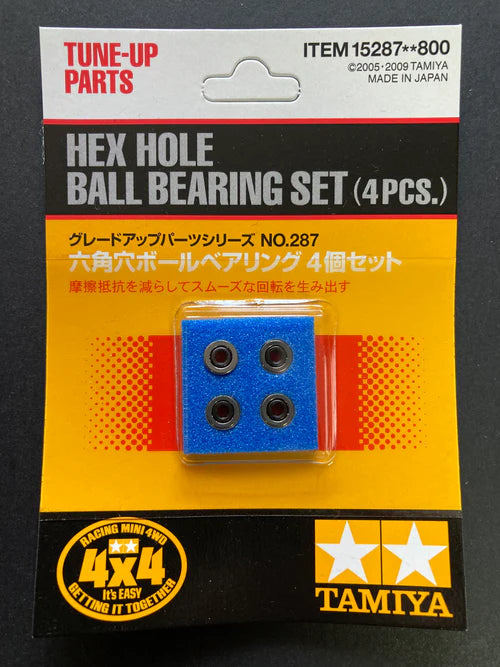 TUNE-UP
PARTS
ITEM 15287**800
©2005・2009 TAMIYA
MADE IN JAPAN
HEX HOLE
BALL BEARING SET (4 PCS.)
グレードアップパーツシリーズ NO.287
六角穴ボールベアリング 4個セット
摩擦抵抗を減らしてスムーズな回転を生み出す
RACING MINI 4WD
4x4
It's EASY
GETTING IT TOGETHER
TAMIYA